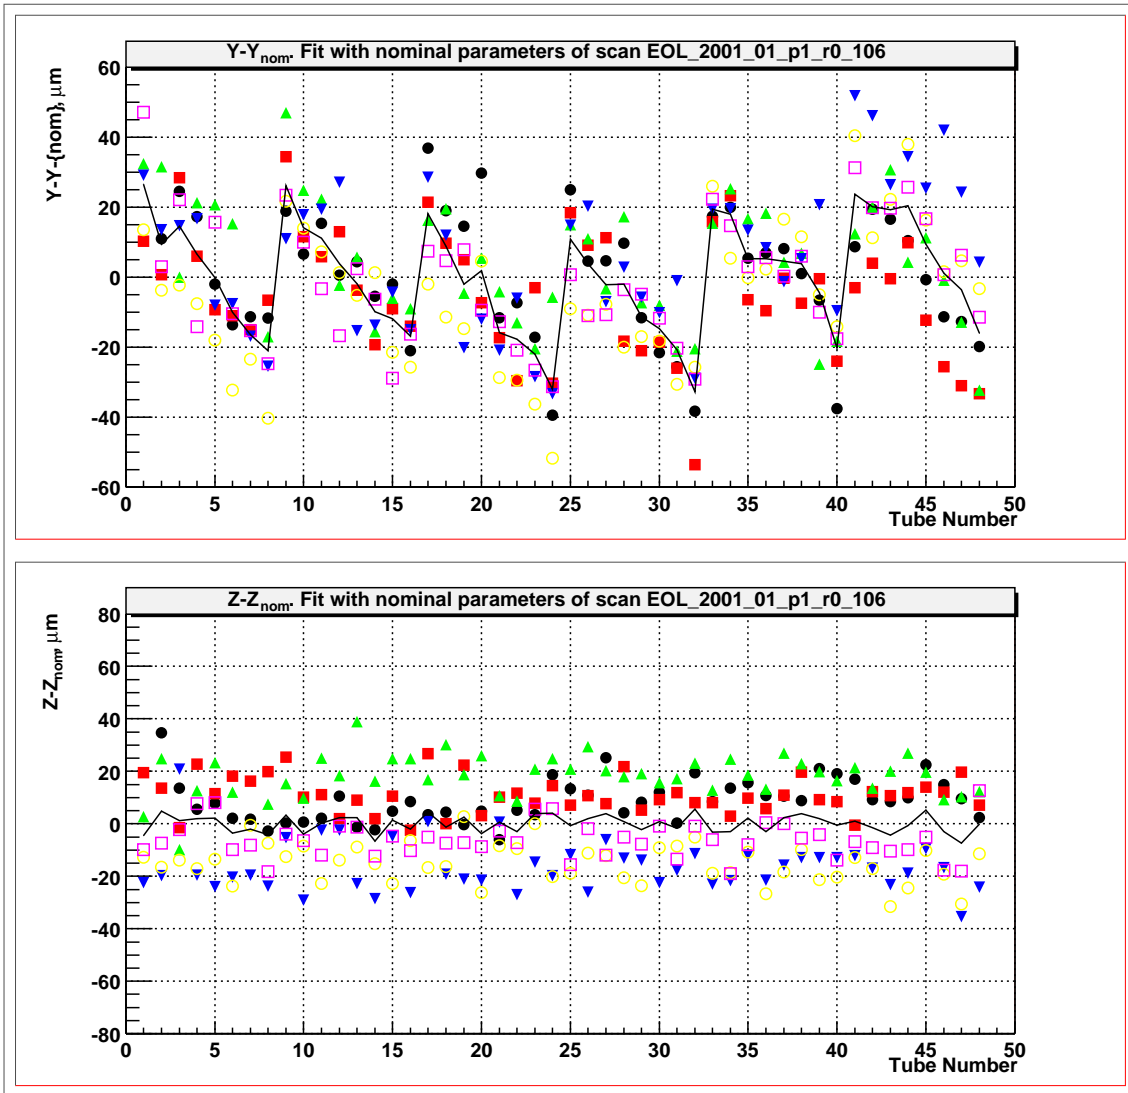 Y-Ynom. Fit with nominal parameters of scan EOL_2001_01_p1_r0_106
Y-Y-{nom}, μm
60
40
20
0
-20
-40
-60
0 5 10 15 20 25 30 35 40 45 50
Tube Number
Z-Znom. Fit with nominal parameters of scan EOL_2001_01_p1_r0_106
Z-Znom, μm
80
60
40
20
0
-20
-40
-60
-80
0 5 10 15 20 25 30 35 40 45 50
Tube Number